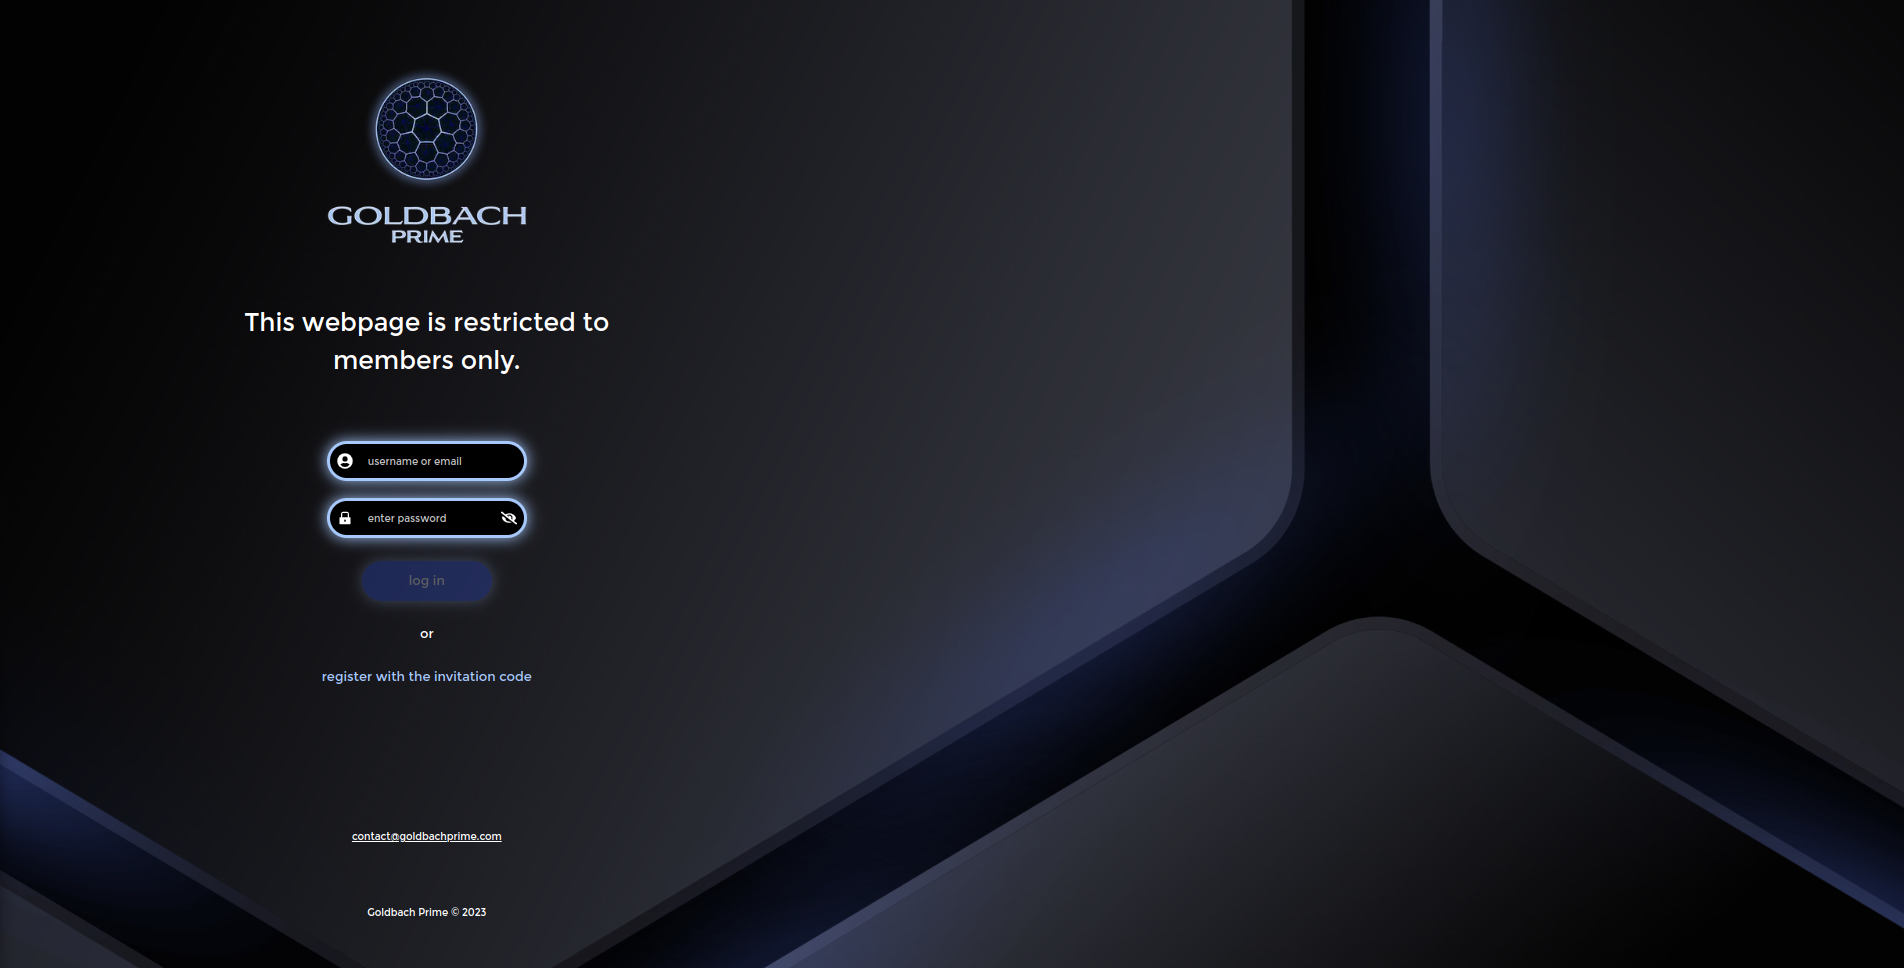 GOLDBACH
PRIME
This webpage is restricted to
members only.
username or email
enter password
log in
or
register with the invitation code
contact@goldbachprime.com
Goldbach Prime © 2023